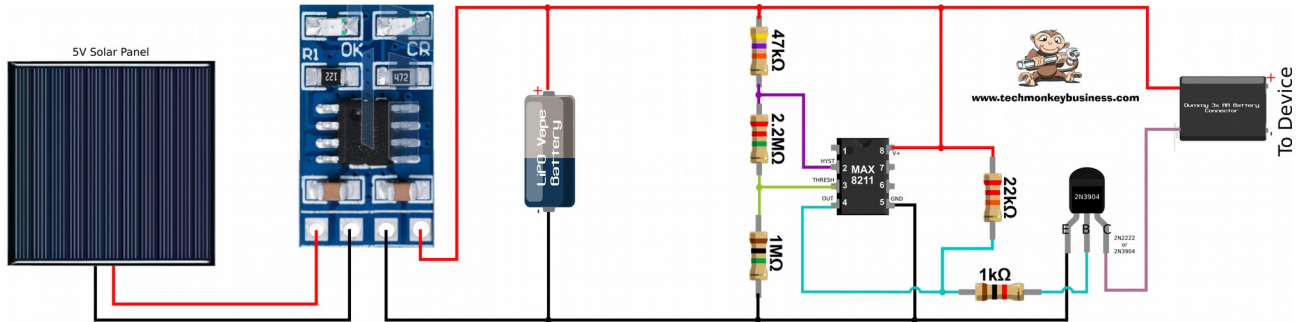 5V Solar Panel
R1
OK
CR
221
472
+
LiPO Vape
Battery
-
47kΩ
2.2MΩ
1MΩ
1
2
3
4
8
7
6
5
HYST
THRESH
OUT
V+
GND
MAX
8211
22kΩ
1kΩ
2N3904
E
B
C
2N2222
or
2N3904
www.techmonkeybusiness.com
Dummy 3x AA Battery
Connector
+
-
To Device